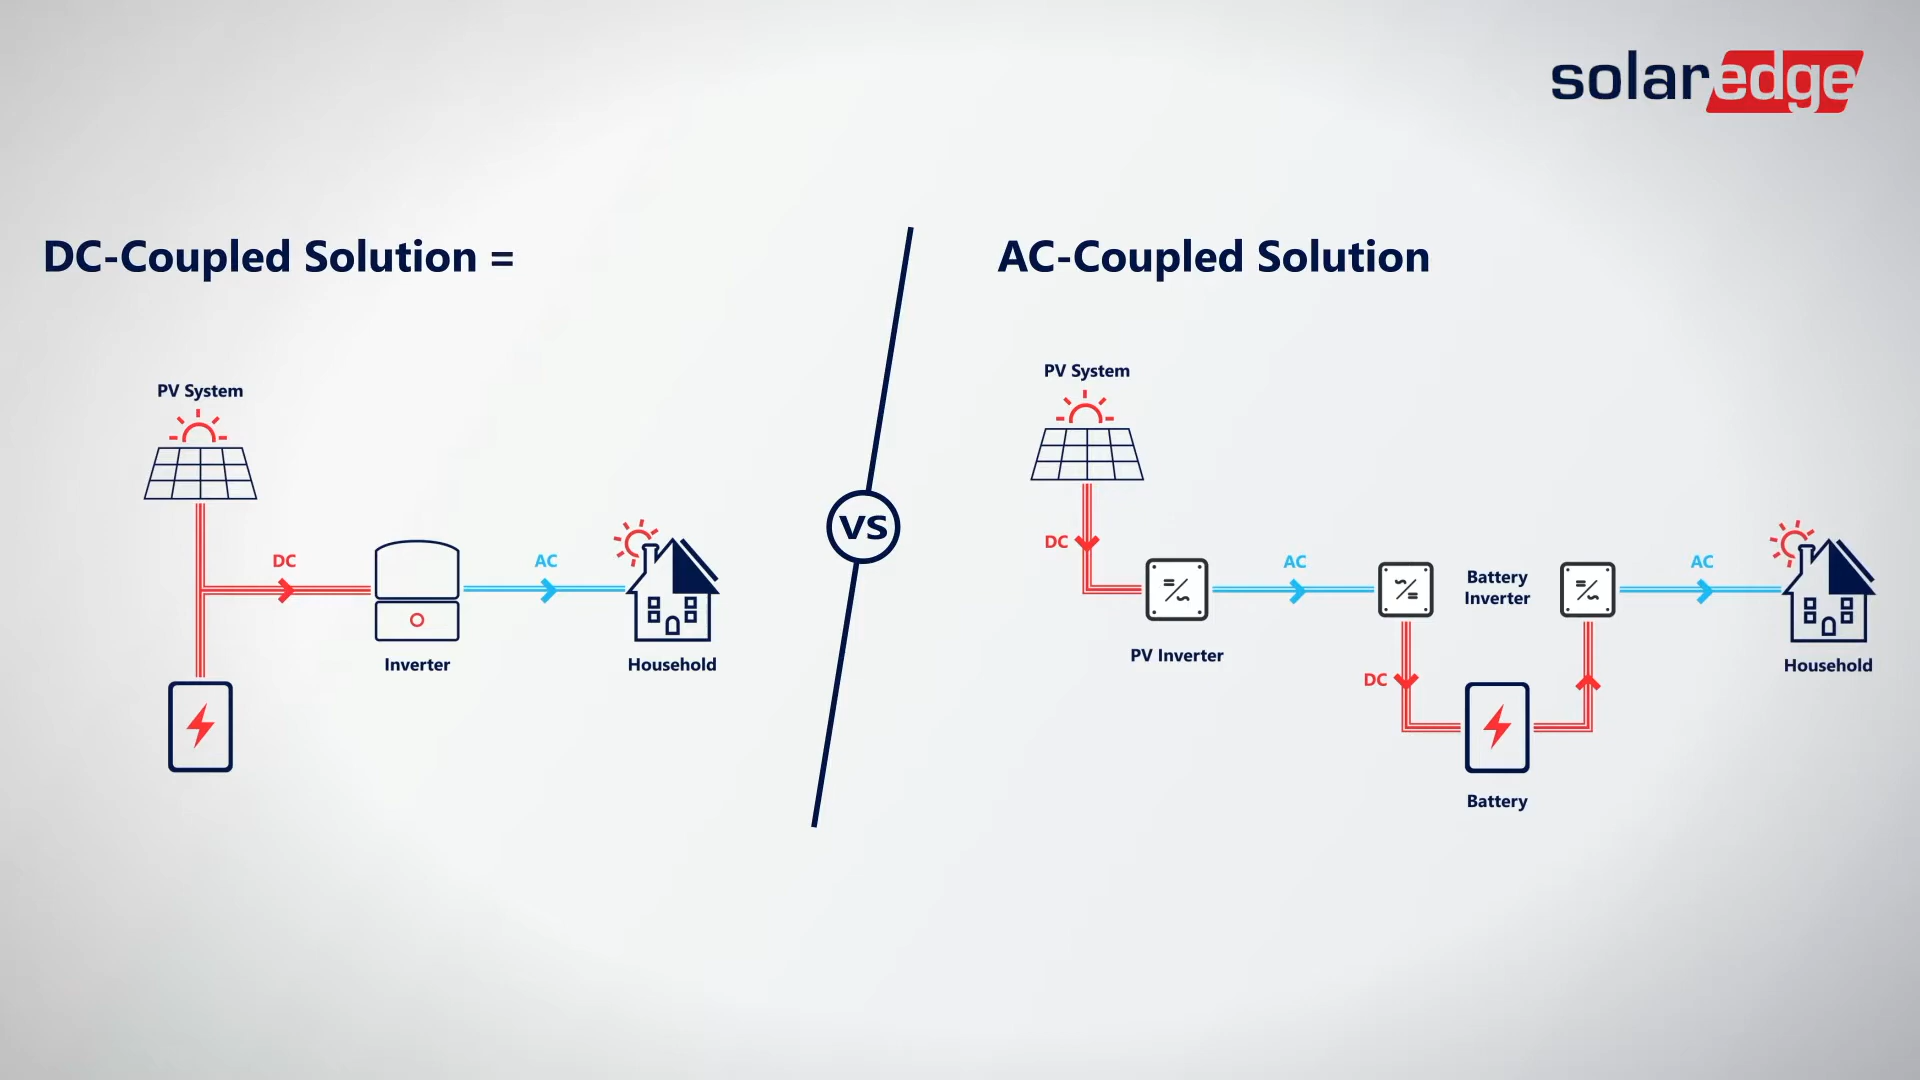 solaredge
DC-Coupled Solution =
PV System
DC
AC
Inverter
Household
VS
AC-Coupled Solution
PV System
DC
PV Inverter
AC
Battery
Inverter
DC
Battery
AC
Household